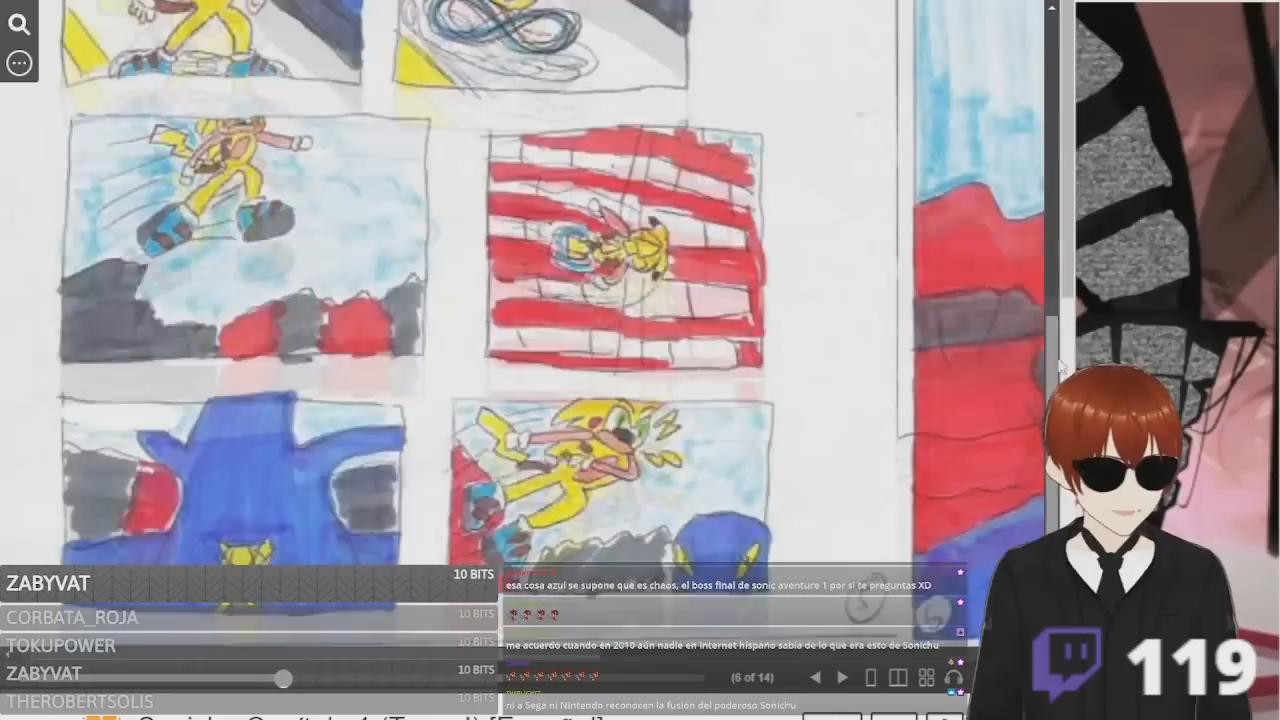 ZABYVAT 10 BITS
CORBATA_ROJA 10 BITS
TOKUPOWER 10 BITS
ZABYVAT 10 BITS
THEROBERTSOLIS 10 BITS
esa cosa azul se supone que es chaos, el boss final de sonic aventure 1 por si te preguntas XD
me acuerdo cuando en 2010 aún nadie en internet hispano sabía de lo que era esto de Sonichu
(6 of 14)
ni a Sega ni Nintendo reconocen la fusión del poderoso Sonichu
119